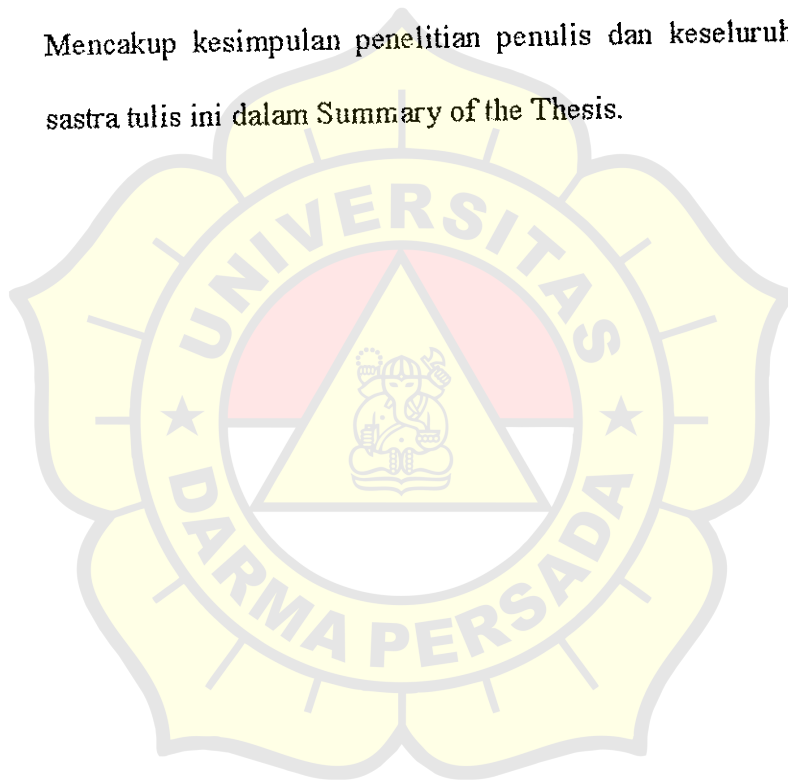 Mencakup kesimpulan penelitian penulis dan keseluruh
sastra tulis ini dalam Summary of the Thesis.
UNIVERSITAS
DARMA PERSADA